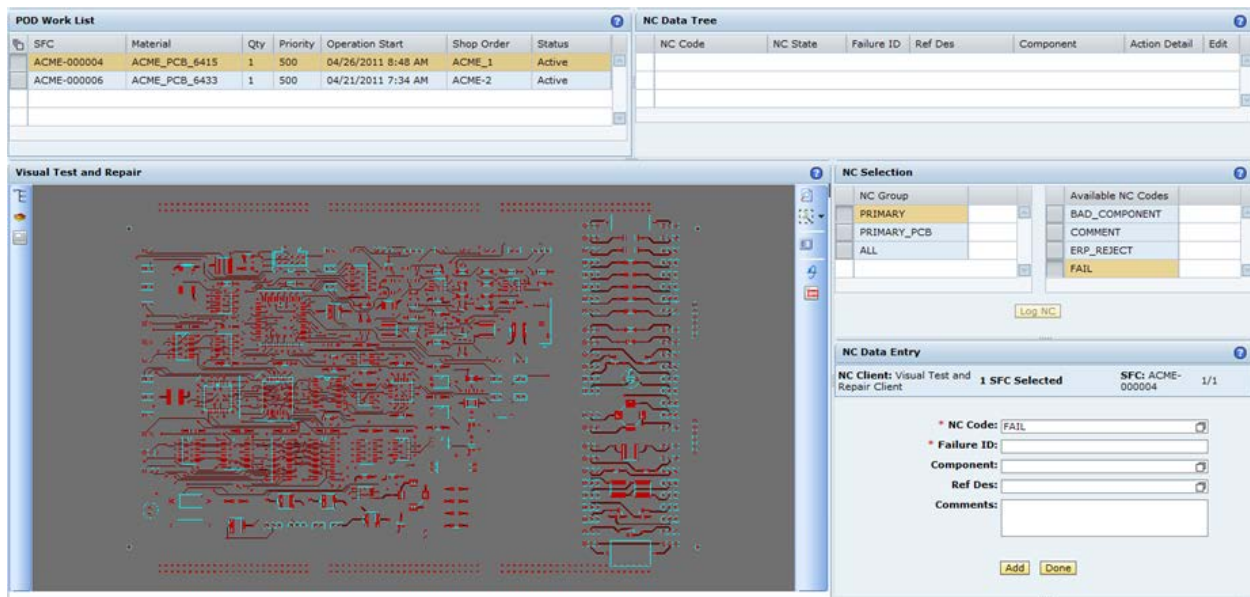 POD Work List
SFC Material Qty Priority Operation Start Shop Order Status
ACME-000004 ACME_PCB_6415 1 500 04/26/2011 8:48 AM ACME_1 Active
ACME-000006 ACME_PCB_6433 1 500 04/21/2011 7:34 AM ACME-2 Active
NC Data Tree
NC Code NC State Failure ID Ref Des Component Action Detail Edit
Visual Test and Repair
NC Selection
NC Group
PRIMARY
PRIMARY_PCB
ALL
Available NC Codes
BAD_COMPONENT
COMMENT
ERP_REJECT
FAIL
Log NC
NC Data Entry
NC Client: Visual Test and
Repair Client
1 SFC Selected
SFC: ACME-
000004
1/1
* NC Code: FAIL
* Failure ID:
Component:
Ref Des:
Comments:
Add Done